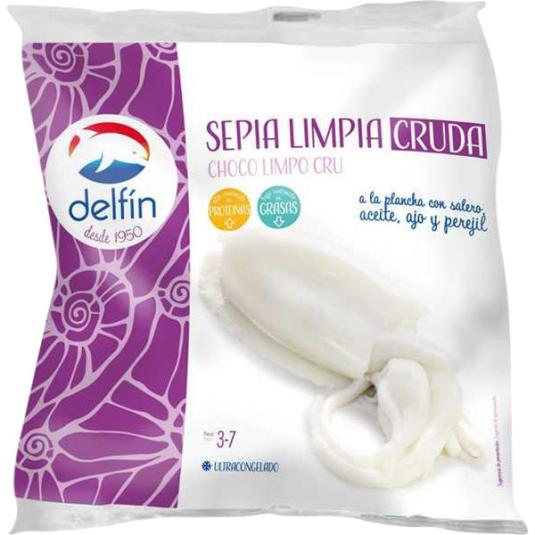 SEPIA LIMPIA CRUDA
CHOCO LIMPO CRU
PROTEÍNAS
GRASAS
a la plancha con salero
aceite, ajo y perejil
delfín
desde 1950
3-7
ULTRACONGELADO